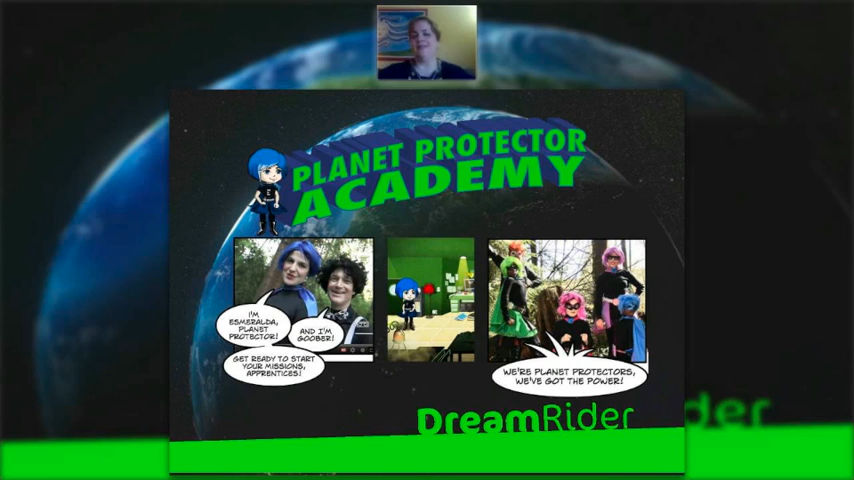 PLANET PROTECTOR
ACADEMY
I'M
ESMERALDA,
PLANET
PROTECTOR!
AND I'M
GOOBER!
GET READY TO START
YOUR MISSIONS,
APPRENTICES!
WE'RE PLANET PROTECTORS,
WE'VE GOT THE POWER!
DreamRider
der